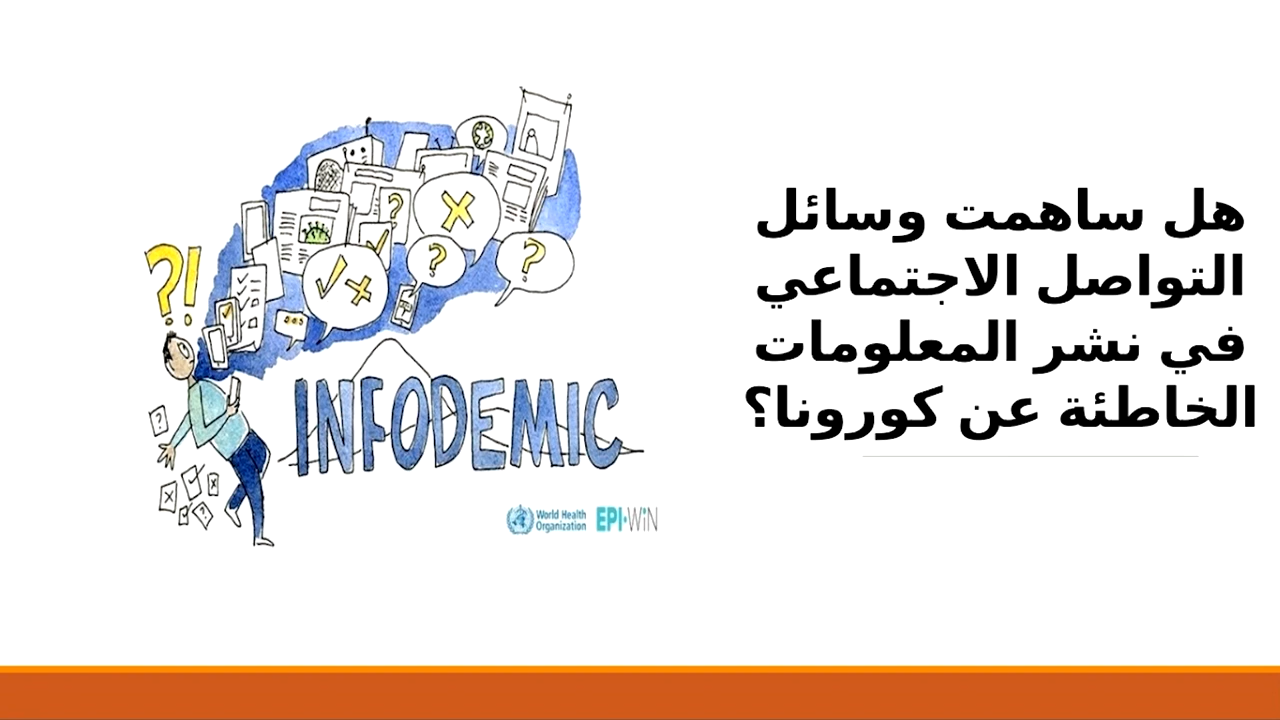 هل ساهمت وسائل
التواصل الاجتماعي
في نشر المعلومات
الخاطئة عن كورونا؟
?!
INFODEMIC
World Health
Organization
EPI·WiN